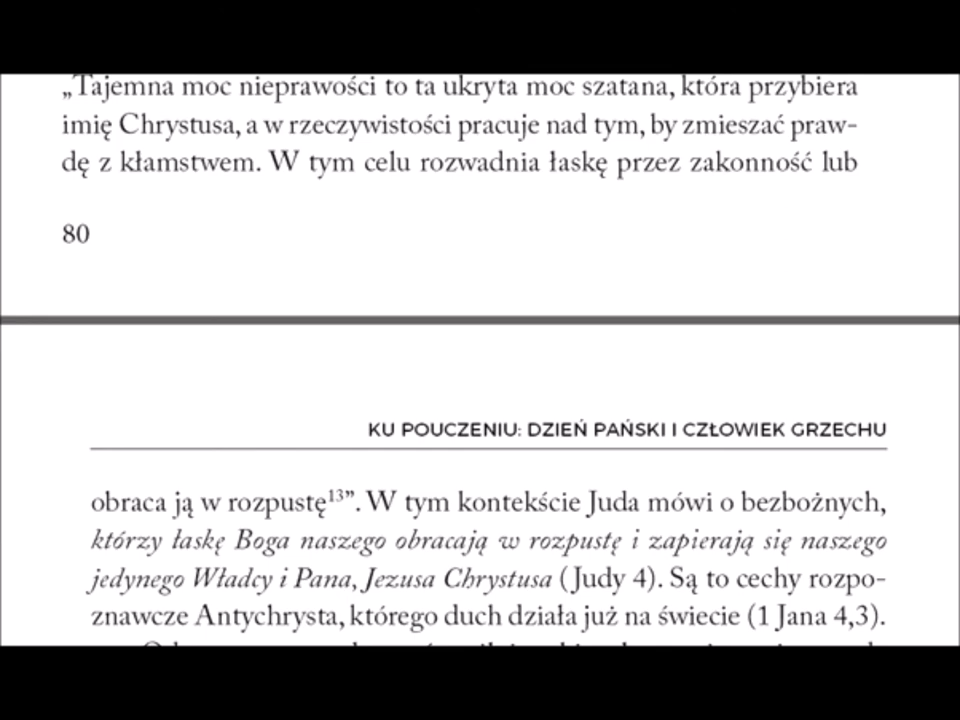 „Tajemna moc nieprawości to ta ukryta moc szatana, która przybiera
imię Chrystusa, a w rzeczywistości pracuje nad tym, by zmieszać praw-
dę z kłamstwem. W tym celu rozwadnia łaskę przez zakonność lub
80
KU POUCZENIU: DZIEŃ PAŃSKI I CZŁOWIEK GRZECHU
obraca ją w rozpustę¹³”. W tym kontekście Juda mówi o bezbożnych,
którzy łaskę Boga naszego obracają w rozpustę i zapierają się naszego
jedynego Władcy i Pana, Jezusa Chrystusa (Judy 4). Są to cechy rozpo-
znawcze Antychrysta, którego duch działa już na świecie (1 Jana 4,3).